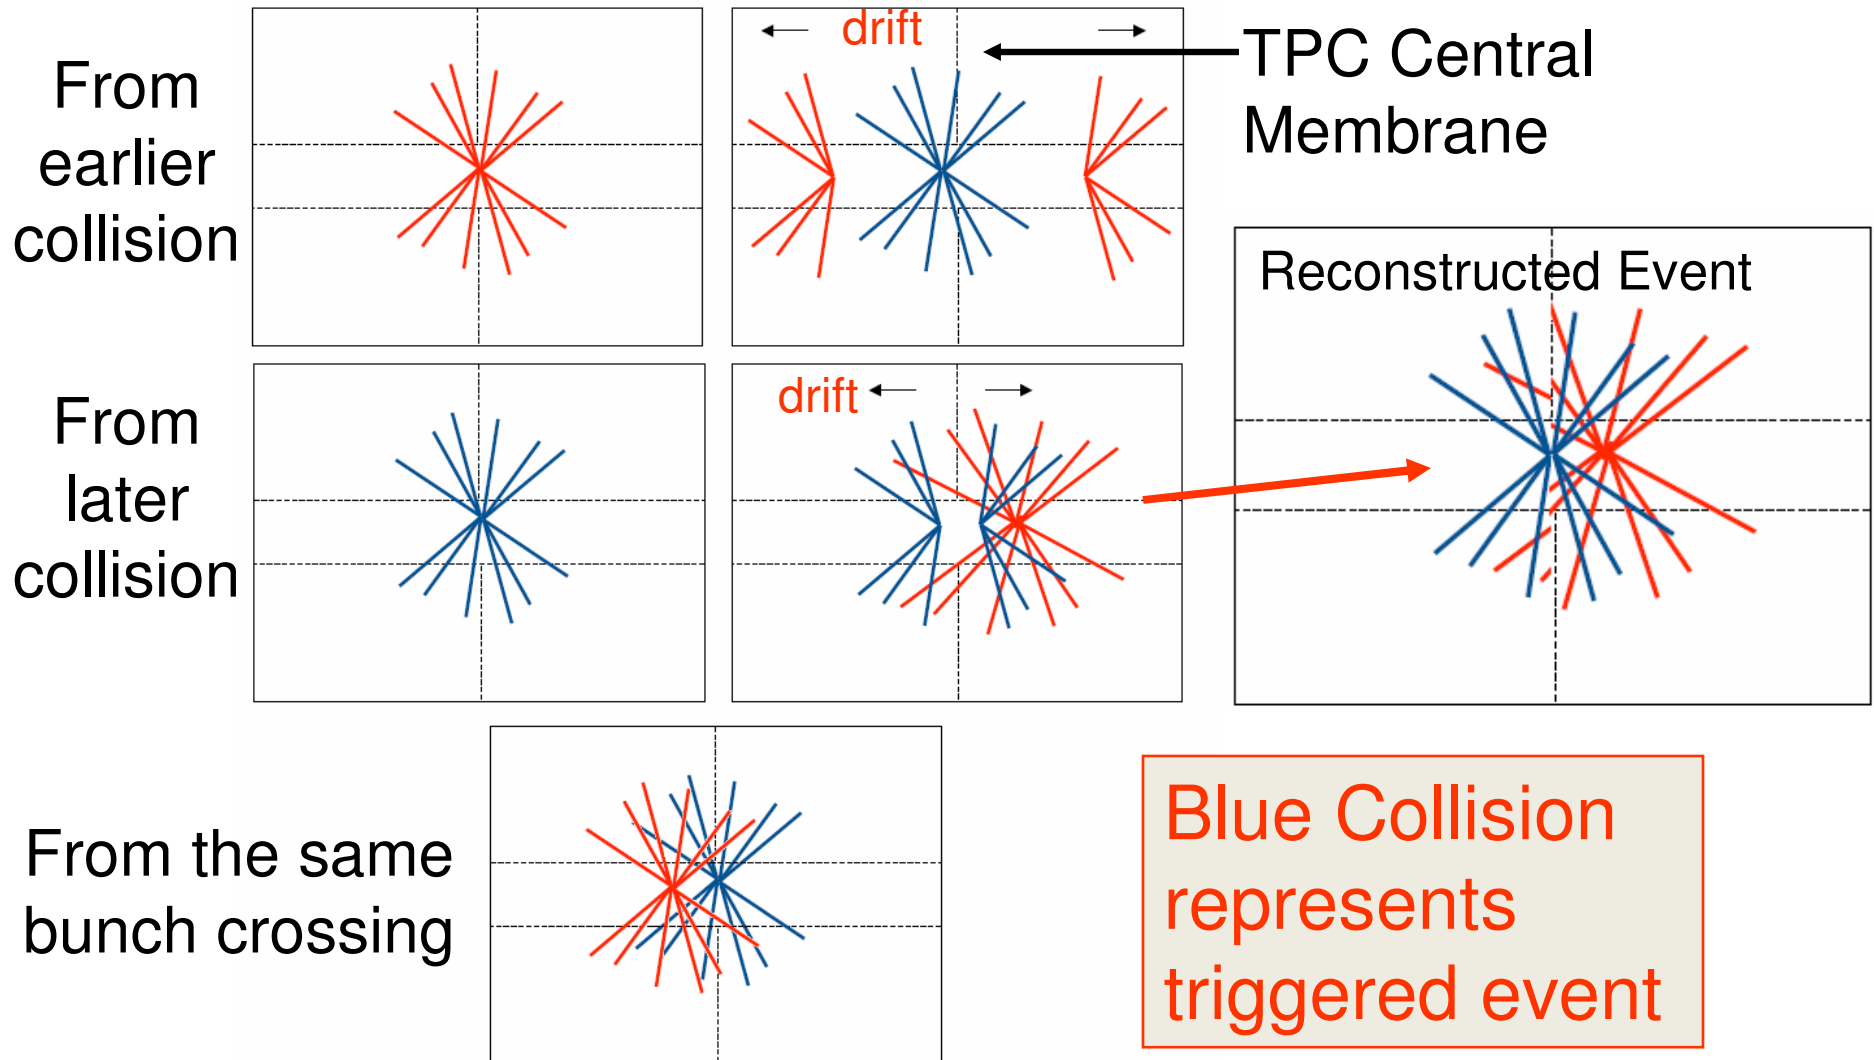 From
earlier
collision
drift
TPC Central
Membrane
From
later
collision
drift
Reconstructed Event
From the same
bunch crossing
Blue Collision
represents
triggered event